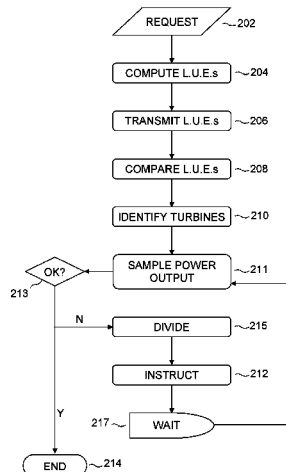 REQUEST
202
COMPUTE L.U.E.s
204
TRANSMIT L.U.E.s
206
COMPARE L.U.E.s
208
IDENTIFY TURBINES
210
OK?
213
SAMPLE POWER
OUTPUT
211
N
DIVIDE
215
INSTRUCT
212
Y
217
WAIT
END
214